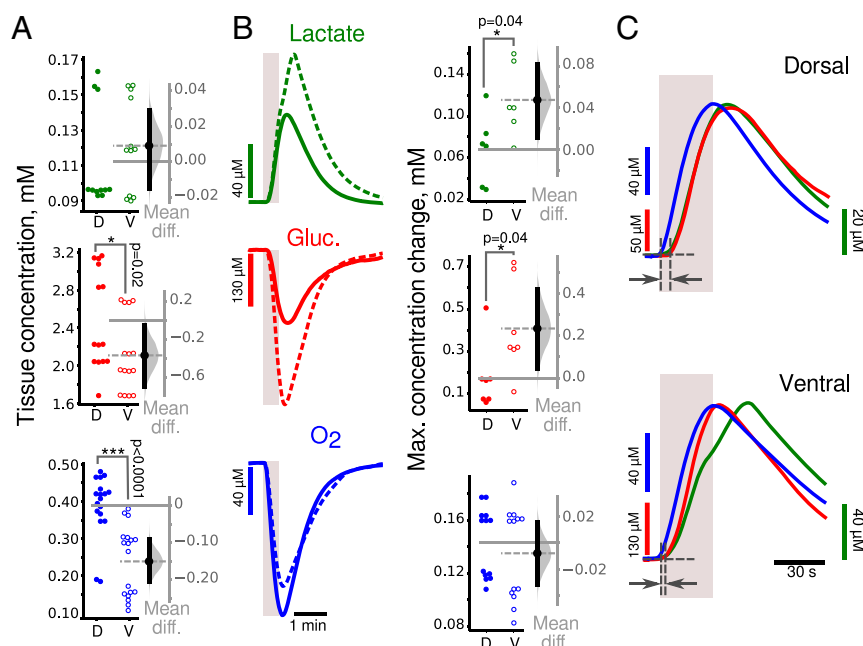 A
B
C
Tissue concentration, mM
0.17
0.15
0.13
0.11
0.09
D
V
0.04
0.02
0.00
−0.02
Mean
diff.
3.2
2.8
2.4
2.0
1.6
*
p=0.02
D
V
0.2
−0.2
−0.6
Mean
diff.
0.50
0.40
0.30
0.20
0.10
***
p<0.0001
D
V
0
−0.10
−0.20
Mean
diff.
Lactate
40 µM
Gluc.
130 µM
O2
40 µM
1 min
Max. concentration change, mM
p=0.04
*
0.14
0.10
0.06
0.02
D
V
0.08
0.04
0.00
Mean
diff.
p=0.04
*
0.7
0.5
0.3
0.1
D
V
0.4
0.2
0.0
Mean
diff.
0.16
0.12
0.08
D
V
0.02
−0.02
Mean
diff.
Dorsal
40 µM
50 µM
20 µM
Ventral
40 µM
130 µM
40 µM
30 s